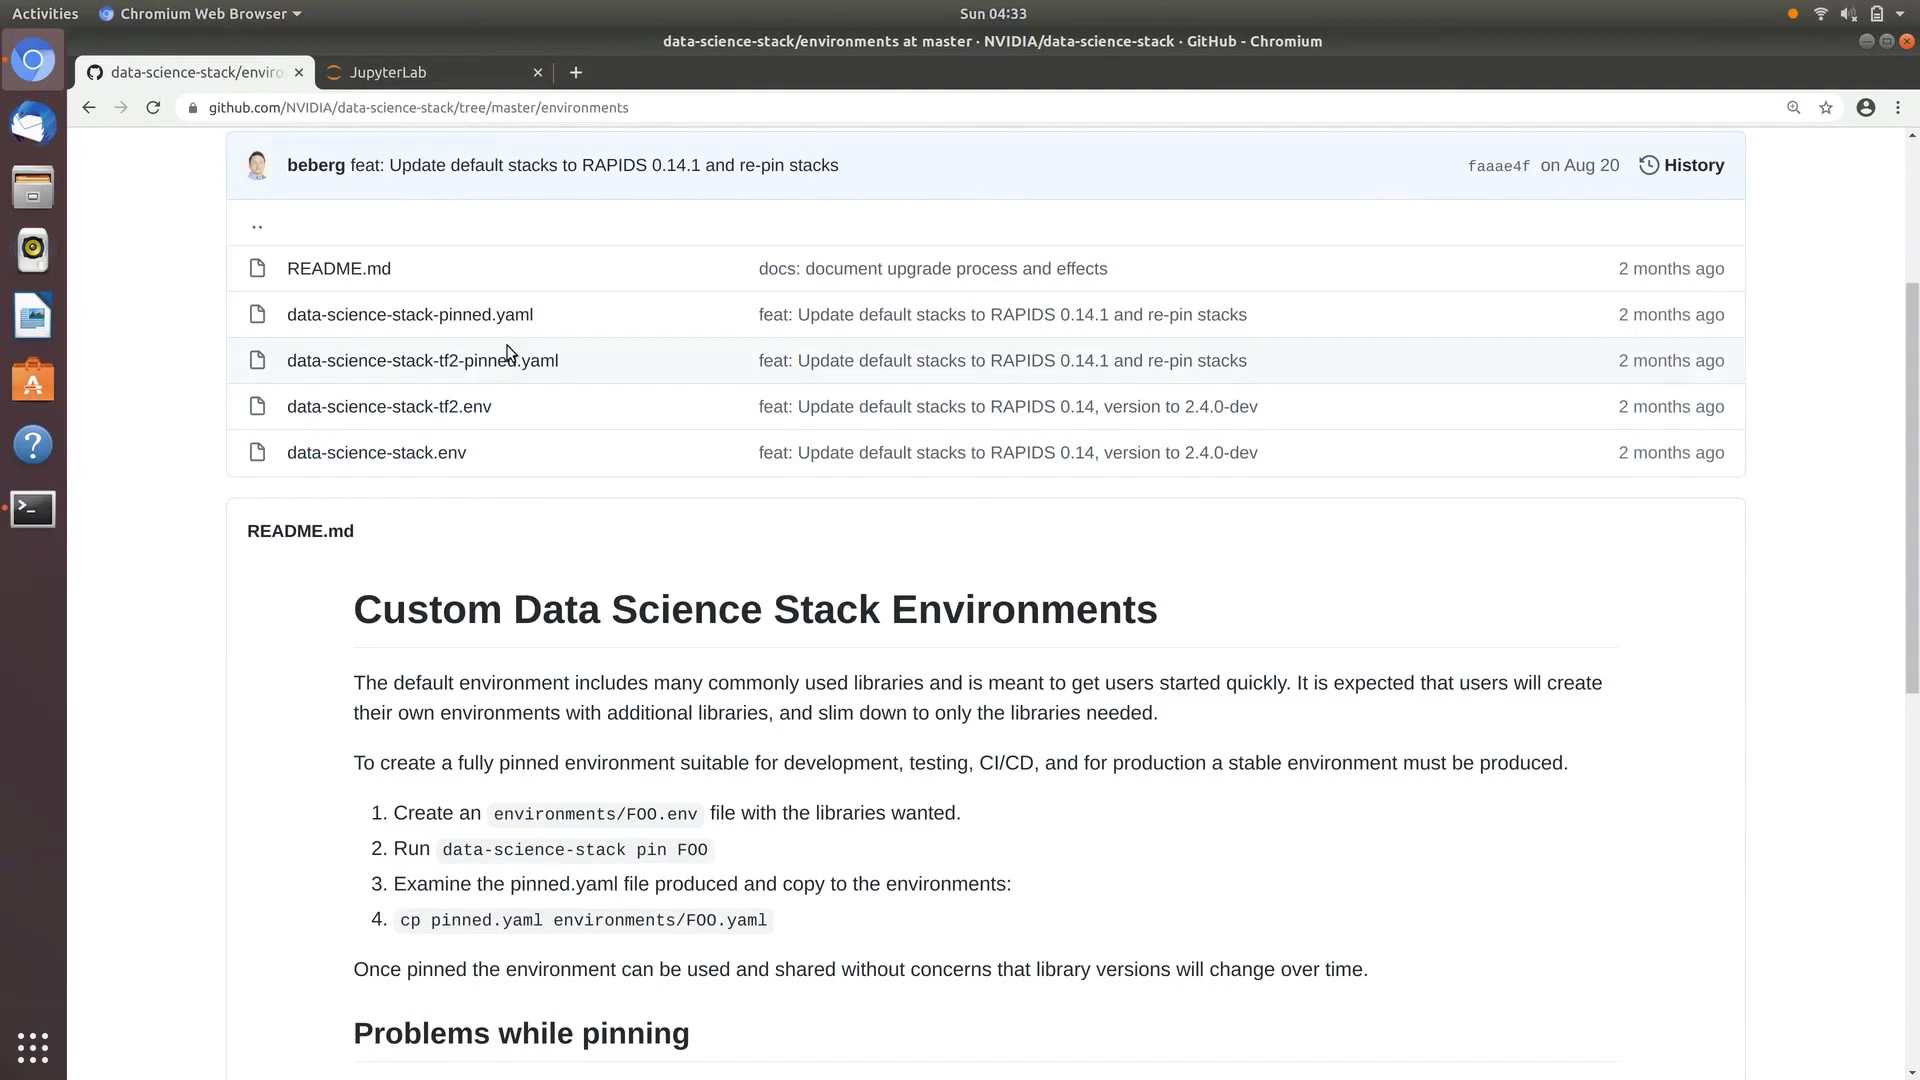 Activities
Chromium Web Browser
Sun 04:33
data-science-stack/environments at master · NVIDIA/data-science-stack · GitHub - Chromium
data-science-stack/enviro
JupyterLab
github.com/NVIDIA/data-science-stack/tree/master/environments
beberg feat: Update default stacks to RAPIDS 0.14.1 and re-pin stacks
faaae4f on Aug 20
History
..
README.md docs: document upgrade process and effects 2 months ago
data-science-stack-pinned.yaml feat: Update default stacks to RAPIDS 0.14.1 and re-pin stacks 2 months ago
data-science-stack-tf2-pinned.yaml feat: Update default stacks to RAPIDS 0.14.1 and re-pin stacks 2 months ago
data-science-stack-tf2.env feat: Update default stacks to RAPIDS 0.14, version to 2.4.0-dev 2 months ago
data-science-stack.env feat: Update default stacks to RAPIDS 0.14, version to 2.4.0-dev 2 months ago
README.md
Custom Data Science Stack Environments
The default environment includes many commonly used libraries and is meant to get users started quickly. It is expected that users will create
their own environments with additional libraries, and slim down to only the libraries needed.
To create a fully pinned environment suitable for development, testing, CI/CD, and for production a stable environment must be produced.
1. Create an environments/FOO.env file with the libraries wanted.
2. Run data-science-stack pin FOO
3. Examine the pinned.yaml file produced and copy to the environments:
4. cp pinned.yaml environments/FOO.yaml
Once pinned the environment can be used and shared without concerns that library versions will change over time.
Problems while pinning